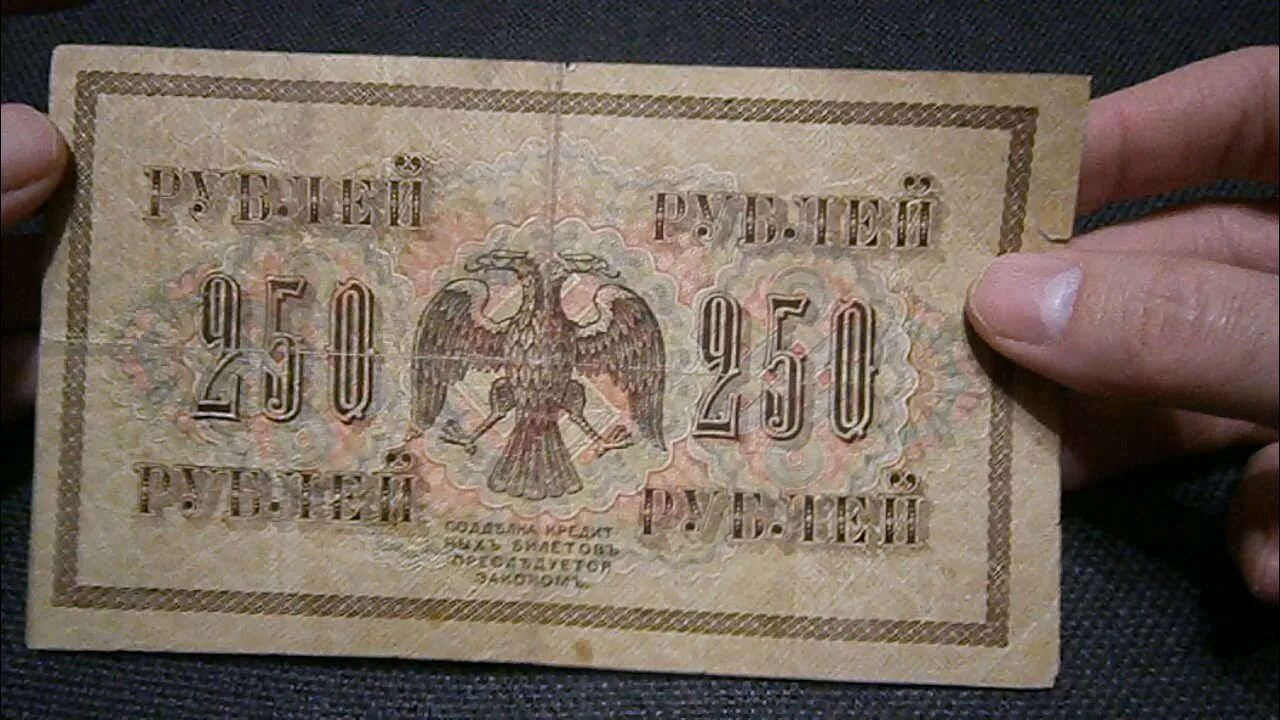 РУБЛЕЙ РУБЛЕЙ
250 250
РУБЛЕЙ РУБЛЕЙ
ПОДДѢЛКА КРЕДИТ-
НЫХЪ БИЛЕТОВЪ
ПРЕСЛѢДУЕТСЯ
ЗАКОНОМЪ.